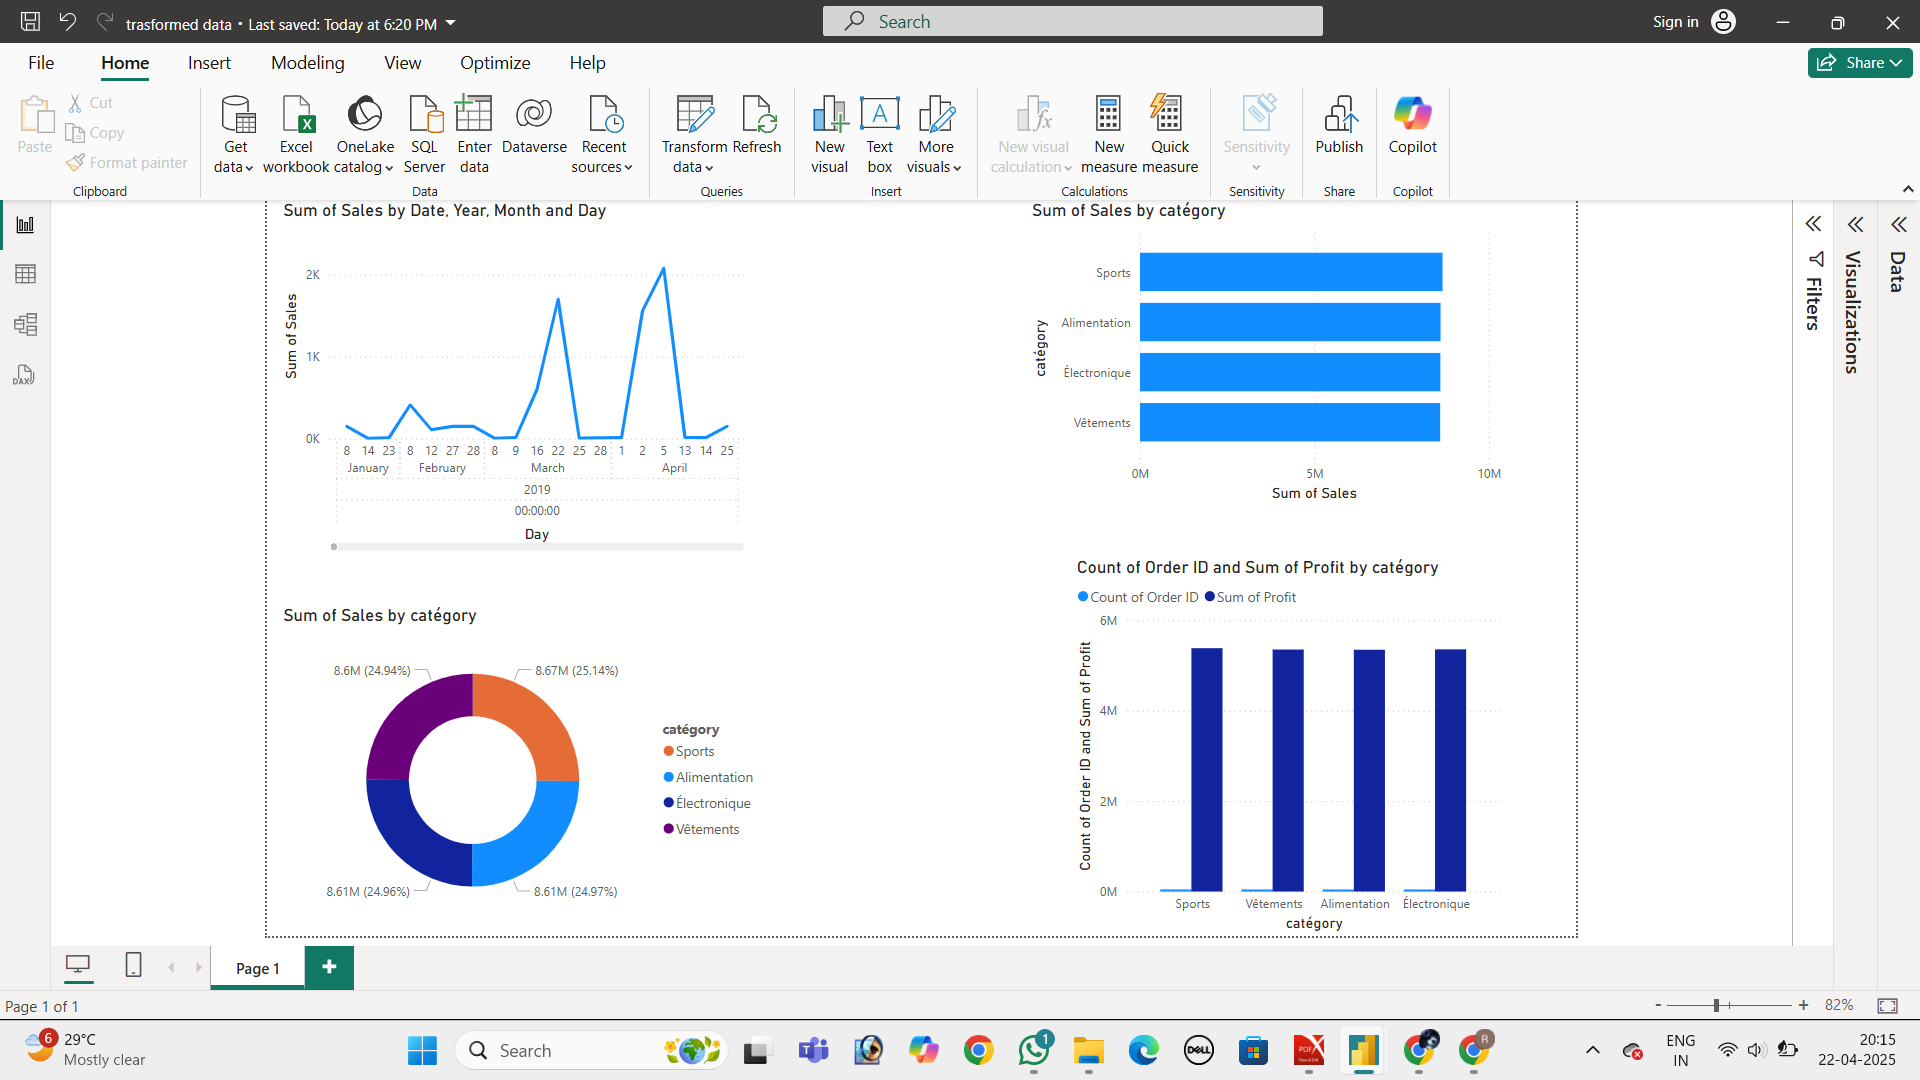 trasformed data • Last saved: Today at 6:20 PM
Search
Sign in
File Home Insert Modeling View Optimize Help
Share
Paste
Cut
Copy
Format painter
Clipboard
Get data
Excel workbook
OneLake catalog
SQL Server
Enter data
Dataverse
Recent sources
Data
Transform data
Refresh
Queries
New visual
Text box
More visuals
Insert
New visual calculation
New measure
Quick measure
Calculations
Sensitivity
Sensitivity
Publish
Share
Copilot
Copilot
DAX
Sum of Sales by Date, Year, Month and Day
Sum of Sales
2K
1K
0K
8 14 23 8 12 27 28 8 9 16 22 25 28 1 2 5 13 14 25
January February March April
2019
00:00:00
Day
Sum of Sales by catégory
catégory
Sports
Alimentation
Électronique
Vêtements
0M 5M 10M
Sum of Sales
Sum of Sales by catégory
8.6M (24.94%)
8.67M (25.14%)
8.61M (24.96%)
8.61M (24.97%)
catégory
Sports
Alimentation
Électronique
Vêtements
Count of Order ID and Sum of Profit by catégory
Count of Order ID Sum of Profit
Count of Order ID and Sum of Profit
6M
4M
2M
0M
Sports Vêtements Alimentation Électronique
catégory
Filters
Visualizations
Data
Page 1
+
Page 1 of 1
- + 82%
6
29°C
Mostly clear
Search
1
DELL
PDF
R
ENG
IN
20:15
22-04-2025